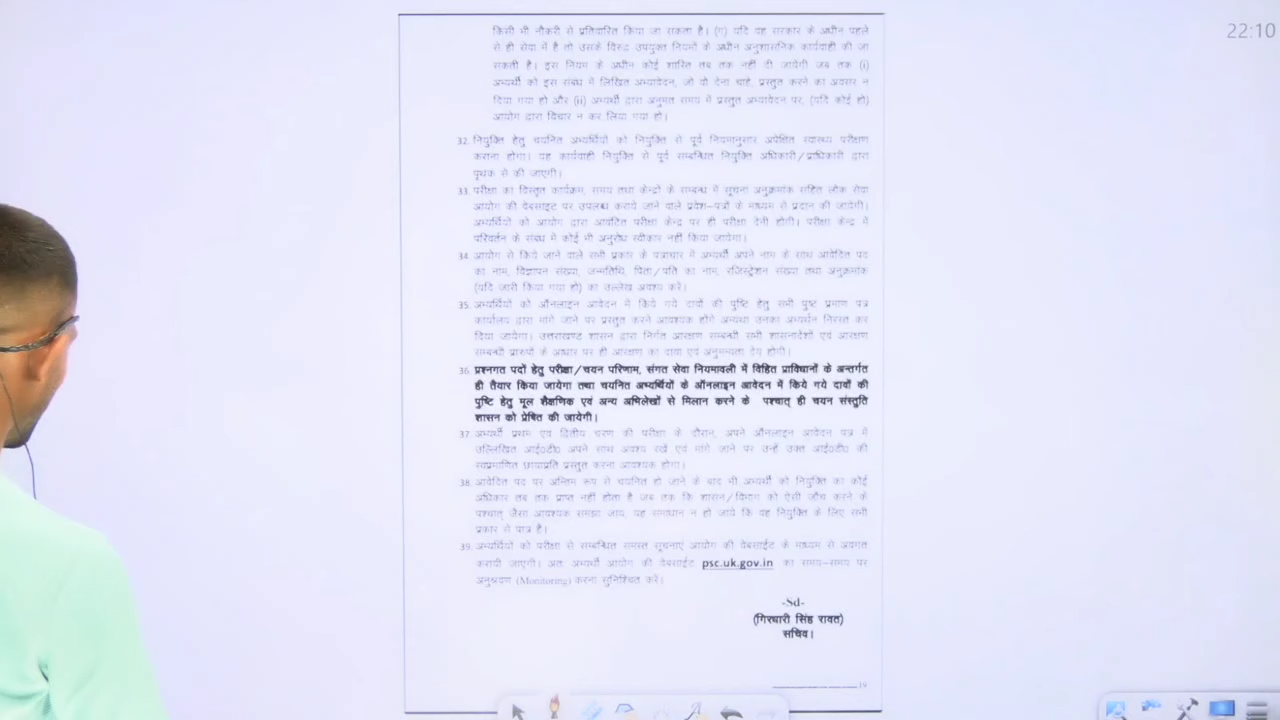 22:10
किसी भी नौकरी से प्रतिवारित किया जा सकता है। (ग) यदि वह सरकार के अधीन पहले
से ही सेवा में है तो उसके विरुद्ध उपयुक्त नियमों के अधीन अनुशासनिक कार्यवाही की जा
सकती है। इस नियम के अधीन कोई शास्ति तब तक नहीं दी जायेगी जब तक (i)
अभ्यर्थी को इस संबंध में लिखित अभ्यावेदन, जो वो देना चाहे, प्रस्तुत करने का अवसर न
दिया गया हो और (ii) अभ्यर्थी द्वारा अनुमत समय में प्रस्तुत अभ्यावेदन पर, (यदि कोई हो)
आयोग द्वारा विचार न कर लिया गया हो।
32. नियुक्ति हेतु चयनित अभ्यर्थियों को नियुक्ति से पूर्व नियमानुसार अपेक्षित स्वास्थ्य परीक्षण
कराना होगा। यह कार्यवाही नियुक्ति से पूर्व सम्बन्धित नियुक्ति अधिकारी/प्राधिकारी द्वारा
पृथक से की जाएगी।
33. परीक्षा का विस्तृत कार्यक्रम, समय तथा केन्द्रों के सम्बन्ध में सूचना अनुक्रमांक सहित लोक सेवा
आयोग की वेबसाइट पर उपलब्ध कराये जाने वाले प्रवेश–पत्रों के माध्यम से प्रदान की जायेगी।
अभ्यर्थियों को आयोग द्वारा आवंटित परीक्षा केन्द्र पर ही परीक्षा देनी होगी। परीक्षा केन्द्र में
परिवर्तन के संबंध में कोई भी अनुरोध स्वीकार नहीं किया जायेगा।
34. आयोग से किये जाने वाले सभी प्रकार के पत्राचार में अभ्यर्थी अपने नाम के साथ आवेदित पद
का नाम, विज्ञापन संख्या, जन्मतिथि, पिता/पति का नाम, रजिस्ट्रेशन संख्या तथा अनुक्रमांक
(यदि जारी किया गया हो) का उल्लेख अवश्य करें।
35. अभ्यर्थियों को ऑनलाइन आवेदन में किये गये दावों की पुष्टि हेतु सभी पुष्ट प्रमाण पत्र
कार्यालय द्वारा मांगे जाने पर प्रस्तुत करने आवश्यक होंगे अन्यथा उनका अभ्यर्थन निरस्त कर
दिया जायेगा। उत्तराखण्ड शासन द्वारा निर्गत आरक्षण सम्बन्धी सभी शासनादेशों एवं आरक्षण
सम्बन्धी प्रारुपों के आधार पर ही आरक्षण का दावा एवं अनुमन्यता देय होगी।
36. प्रश्नगत पदों हेतु परीक्षा/चयन परिणाम, संगत सेवा नियमावली में विहित प्राविधानों के अन्तर्गत
ही तैयार किया जायेगा तथा चयनित अभ्यर्थियों के ऑनलाइन आवेदन में किये गये दावों की
पुष्टि हेतु मूल शैक्षणिक एवं अन्य अभिलेखों से मिलान करने के पश्चात् ही चयन संस्तुति
शासन को प्रेषित की जायेगी।
37. अभ्यर्थी प्रथम एवं द्वितीय चरण की परीक्षा के दौरान, अपने ऑनलाइन आवेदन पत्र में
उल्लिखित आई०डी० अपने साथ अवश्य रखें एवं मांगे जाने पर उन्हें उक्त आई०डी० की
स्वप्रमाणित छायाप्रति प्रस्तुत करना आवश्यक होगा।
38. आवेदित पद पर अन्तिम रूप से चयनित हो जाने के बाद भी अभ्यर्थी को नियुक्ति का कोई
अधिकार तब तक प्राप्त नहीं होता है जब तक कि शासन/विभाग को ऐसी जाँच करने के
पश्चात् जैसा आवश्यक समझा जाय, यह समाधान न हो जाये कि वह नियुक्ति के लिए सभी
प्रकार से पात्र है।
39. अभ्यर्थियों को परीक्षा से सम्बन्धित समस्त सूचनाएं आयोग की वेबसाईट के माध्यम से अवगत
करायी जाएगी। अतः अभ्यर्थी आयोग की वेबसाईट psc.uk.gov.in का समय–समय पर
अनुश्रवण (Monitoring) करना सुनिश्चित करें।
-Sd-
(गिरधारी सिंह रावत)
सचिव।
19